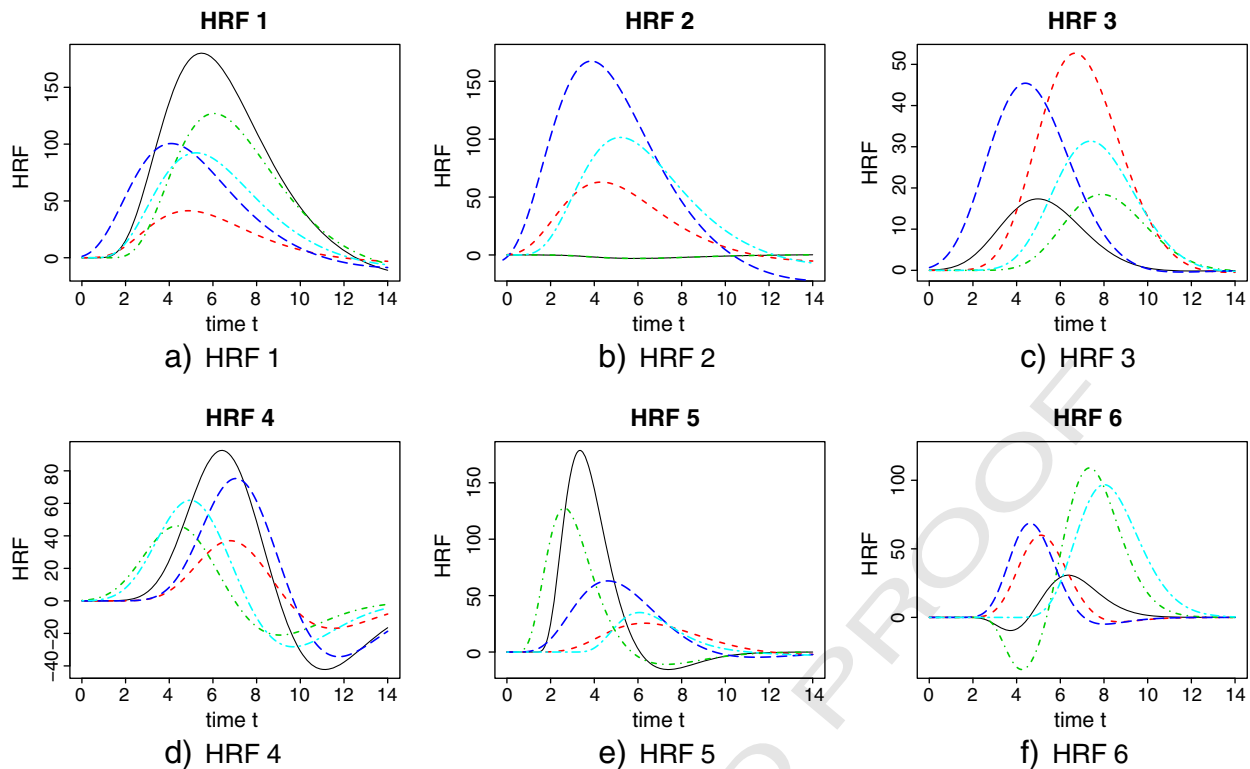 HRF 1
HRF
0 50 100 150
0 2 4 6 8 10 12 14
time t
a) HRF 1
HRF 2
HRF
0 50 100 150
0 2 4 6 8 10 12 14
time t
b) HRF 2
HRF 3
HRF
0 10 20 30 40 50
0 2 4 6 8 10 12 14
time t
c) HRF 3
HRF 4
HRF
−40 −20 0 20 40 60 80
0 2 4 6 8 10 12 14
time t
d) HRF 4
HRF 5
HRF
0 50 100 150
0 2 4 6 8 10 12 14
time t
e) HRF 5
HRF 6
HRF
0 50 100
0 2 4 6 8 10 12 14
time t
f) HRF 6
PROOF